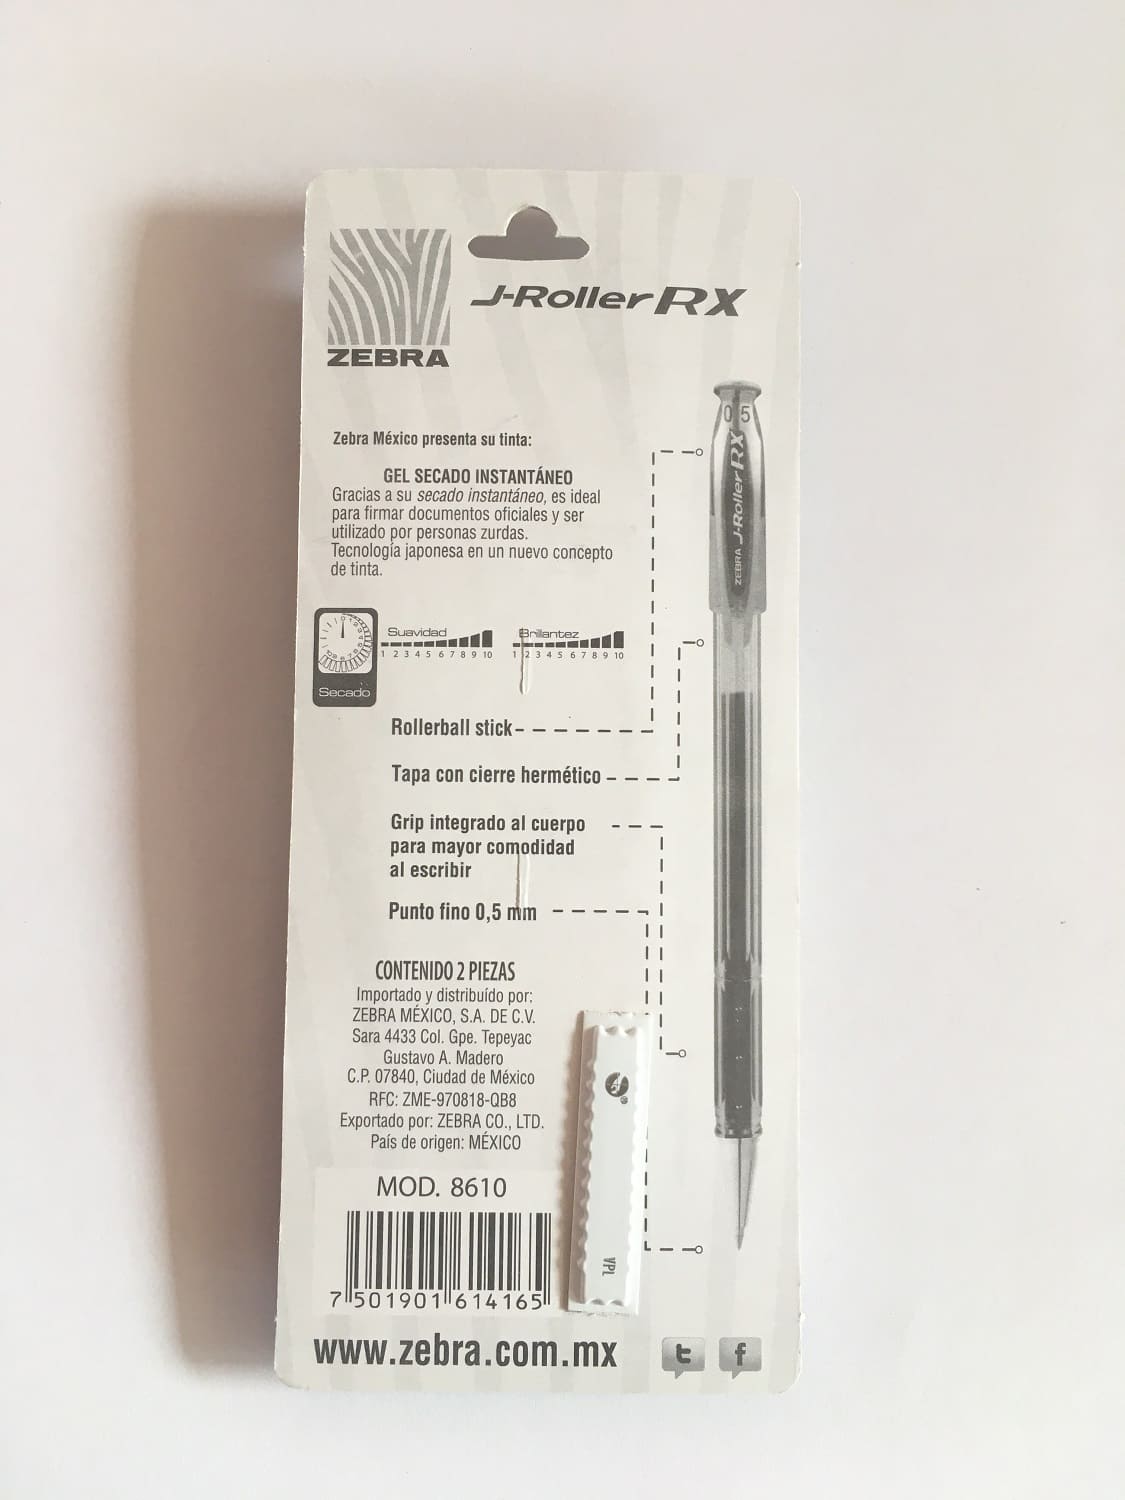 ZEBRA
J-Roller RX
Zebra México presenta su tinta:
GEL SECADO INSTANTÁNEO
Gracias a su secado instantáneo, es ideal
para firmar documentos oficiales y ser
utilizado por personas zurdas.
Tecnología japonesa en un nuevo concepto
de tinta.
Secado
Suavidad
1 2 3 4 5 6 7 8 9 10
Brillantez
1 2 3 4 5 6 7 8 9 10
Rollerball stick
Tapa con cierre hermético
Grip integrado al cuerpo
para mayor comodidad
al escribir
Punto fino 0,5 mm
0.5
ZEBRA J-Roller RX
CONTENIDO 2 PIEZAS
Importado y distribuído por:
ZEBRA MÉXICO, S.A. DE C.V.
Sara 4433 Col. Gpe. Tepeyac
Gustavo A. Madero
C.P. 07840, Ciudad de México
RFC: ZME-970818-QB8
Exportado por: ZEBRA CO., LTD.
País de origen: MÉXICO
MOD. 8610
7 501901 614165
VPL
www.zebra.com.mx